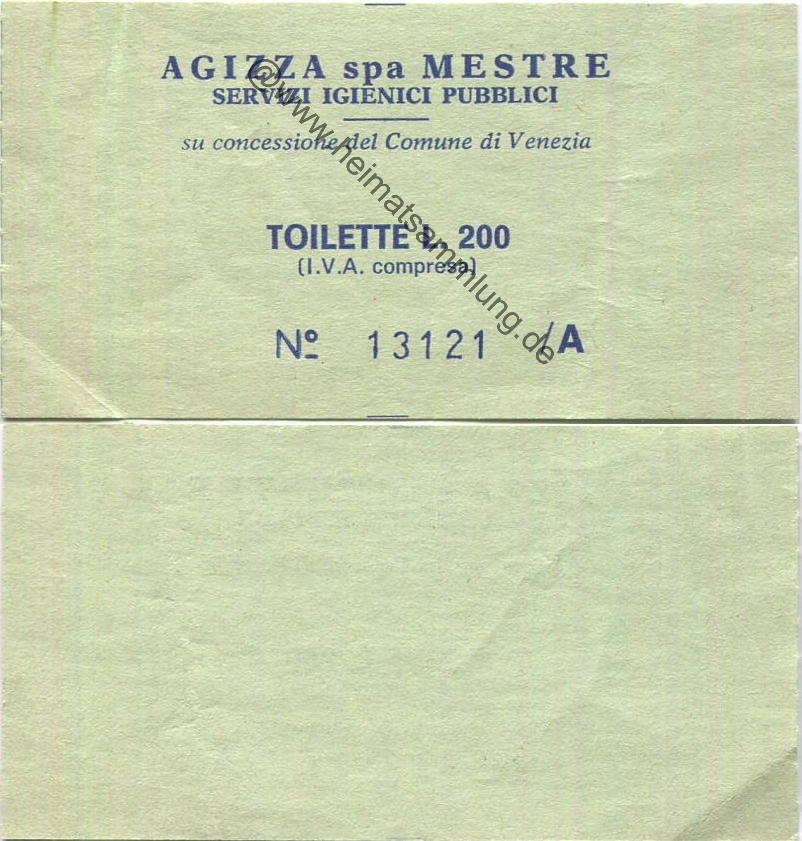 AGIZZA spa MESTRE
SERVIZI IGIENICI PUBBLICI
su concessione del Comune di Venezia
TOILETTE L. 200
(I.V.A. compresa)
Nº 13121 /A
@www.heimatsammlung.de